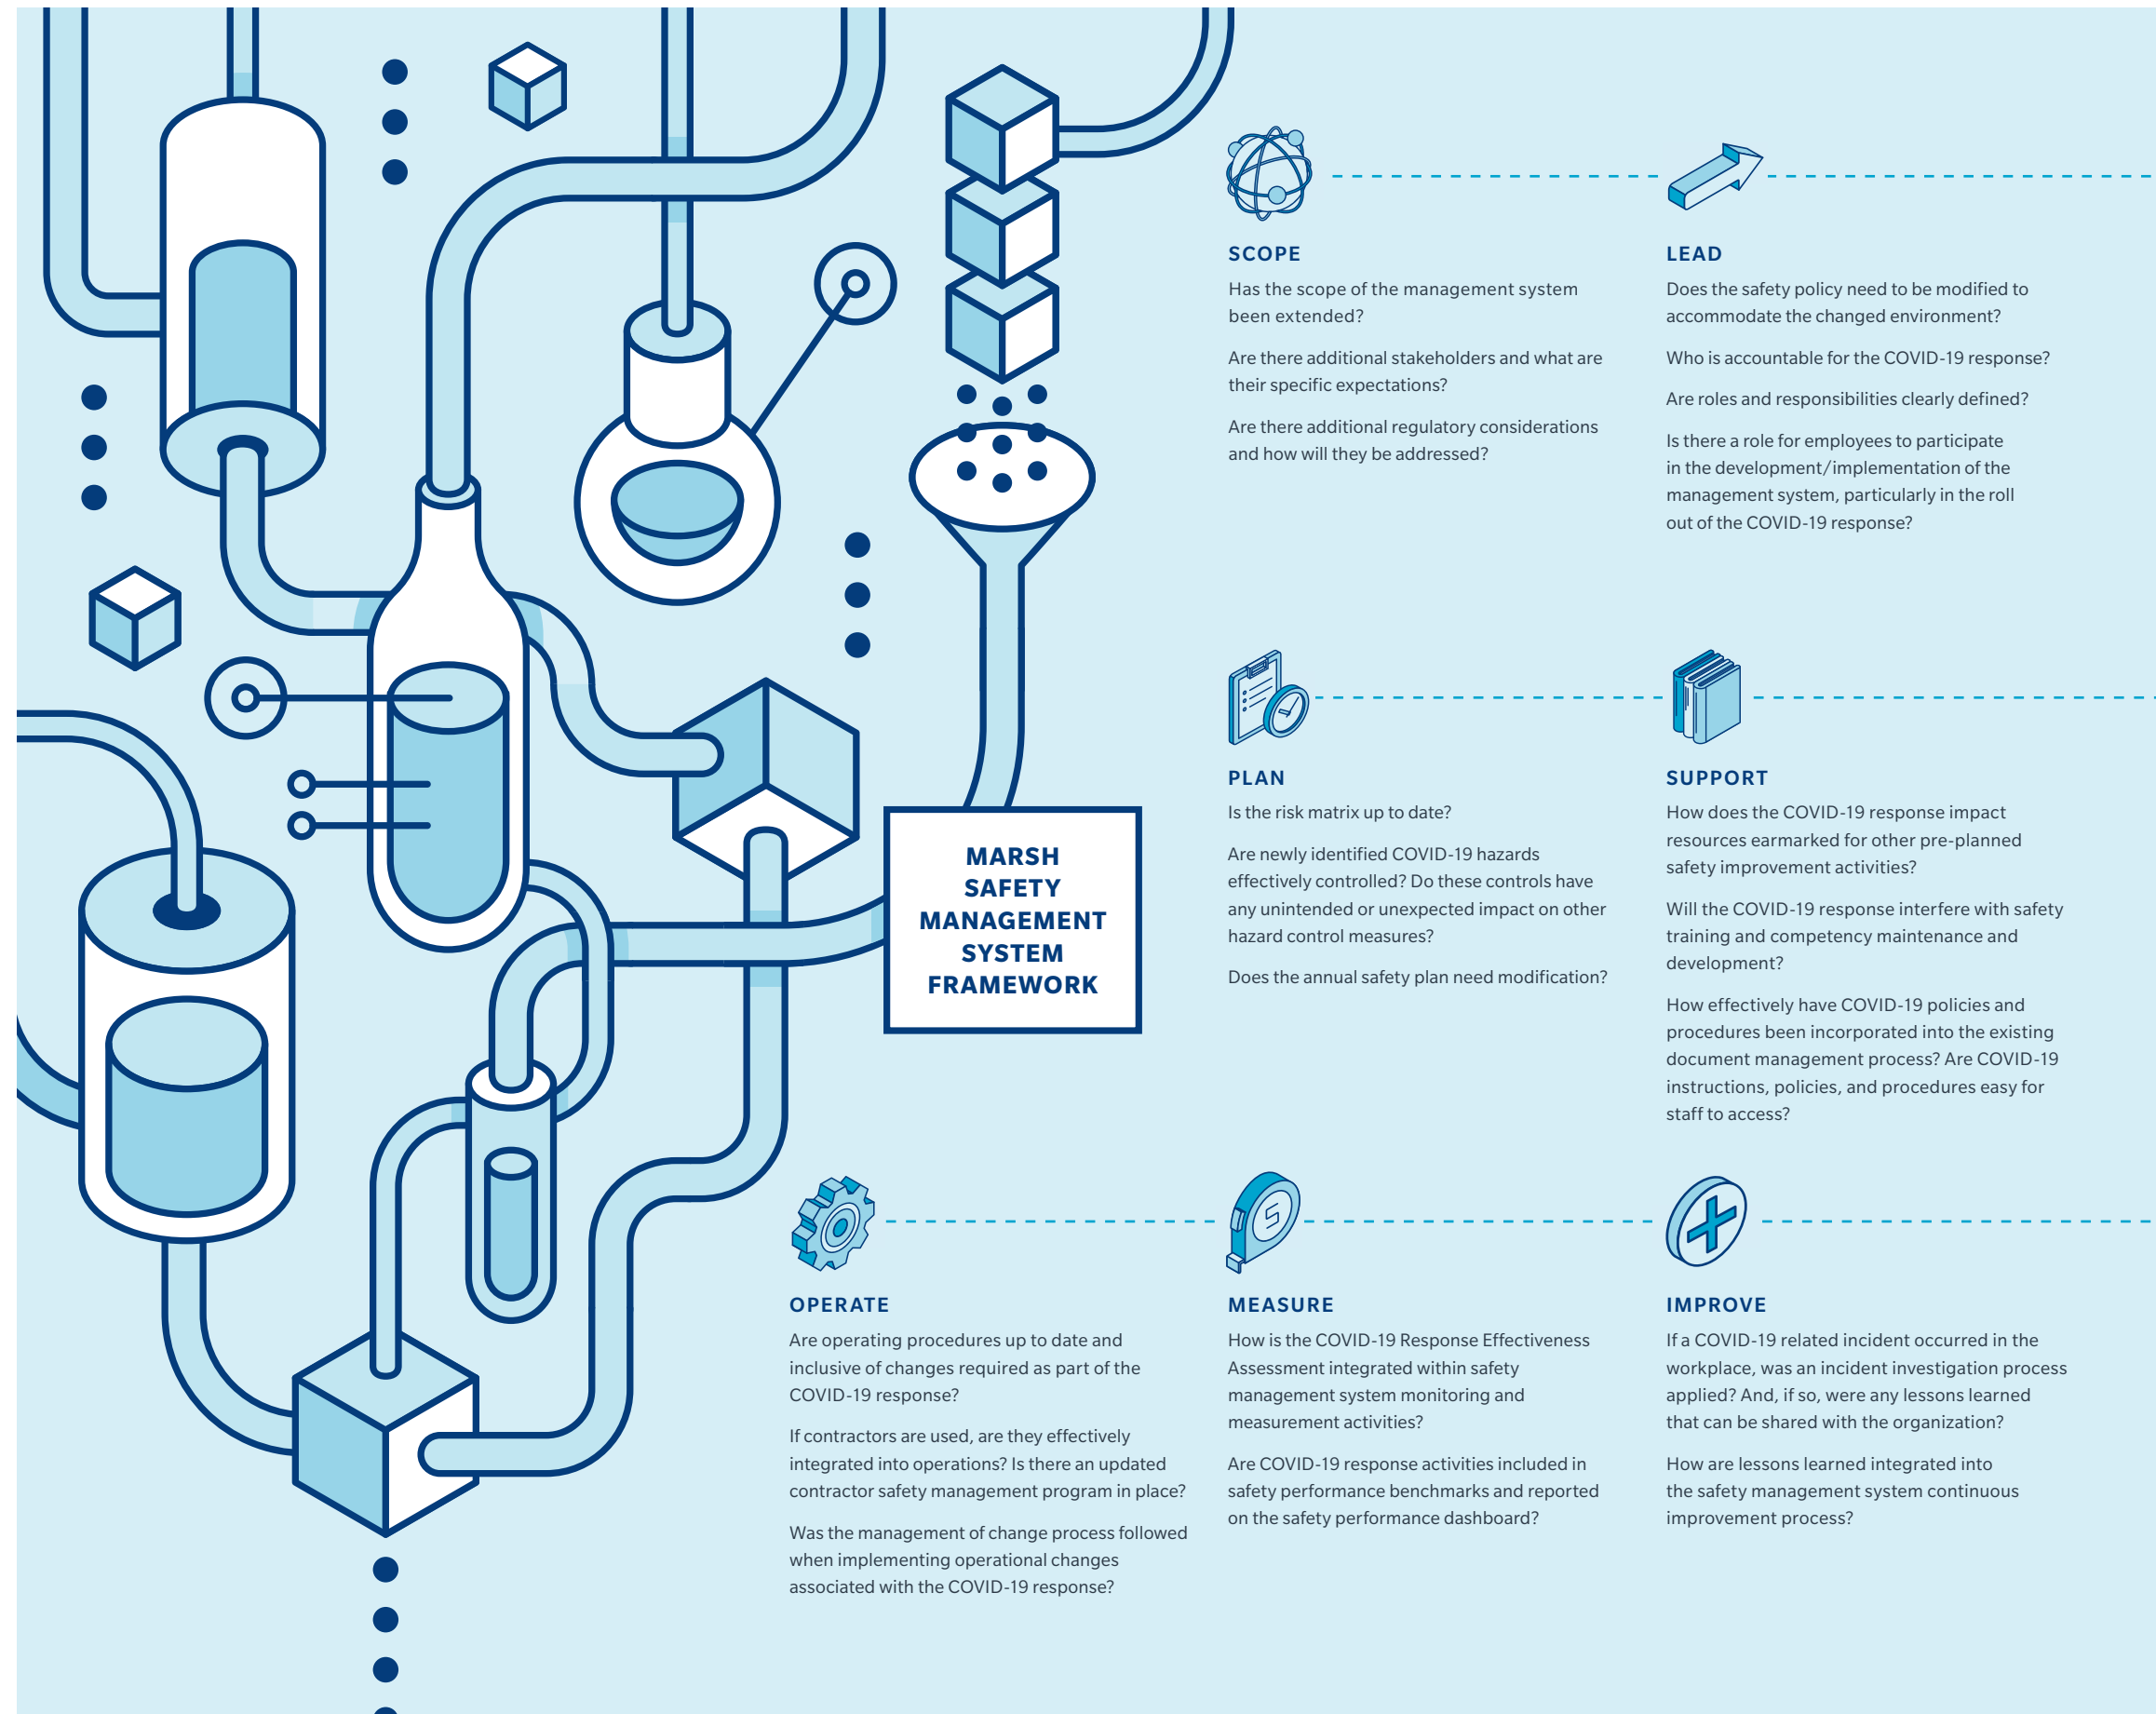 SCOPE
Has the scope of the management system
been extended?
Are there additional stakeholders and what are
their specific expectations?
Are there additional regulatory considerations
and how will they be addressed?
LEAD
Does the safety policy need to be modified to
accommodate the changed environment?
Who is accountable for the COVID-19 response?
Are roles and responsibilities clearly defined?
Is there a role for employees to participate
in the development/implementation of the
management system, particularly in the roll
out of the COVID-19 response?
MARSH
SAFETY
MANAGEMENT
SYSTEM
FRAMEWORK
PLAN
Is the risk matrix up to date?
Are newly identified COVID-19 hazards
effectively controlled? Do these controls have
any unintended or unexpected impact on other
hazard control measures?
Does the annual safety plan need modification?
SUPPORT
How does the COVID-19 response impact
resources earmarked for other pre-planned
safety improvement activities?
Will the COVID-19 response interfere with safety
training and competency maintenance and
development?
How effectively have COVID-19 policies and
procedures been incorporated into the existing
document management process? Are COVID-19
instructions, policies, and procedures easy for
staff to access?
OPERATE
Are operating procedures up to date and
inclusive of changes required as part of the
COVID-19 response?
If contractors are used, are they effectively
integrated into operations? Is there an updated
contractor safety management program in place?
Was the management of change process followed
when implementing operational changes
associated with the COVID-19 response?
5
MEASURE
How is the COVID-19 Response Effectiveness
Assessment integrated within safety
management system monitoring and
measurement activities?
Are COVID-19 response activities included in
safety performance benchmarks and reported
on the safety performance dashboard?
IMPROVE
If a COVID-19 related incident occurred in the
workplace, was an incident investigation process
applied? And, if so, were any lessons learned
that can be shared with the organization?
How are lessons learned integrated into
the safety management system continuous
improvement process?